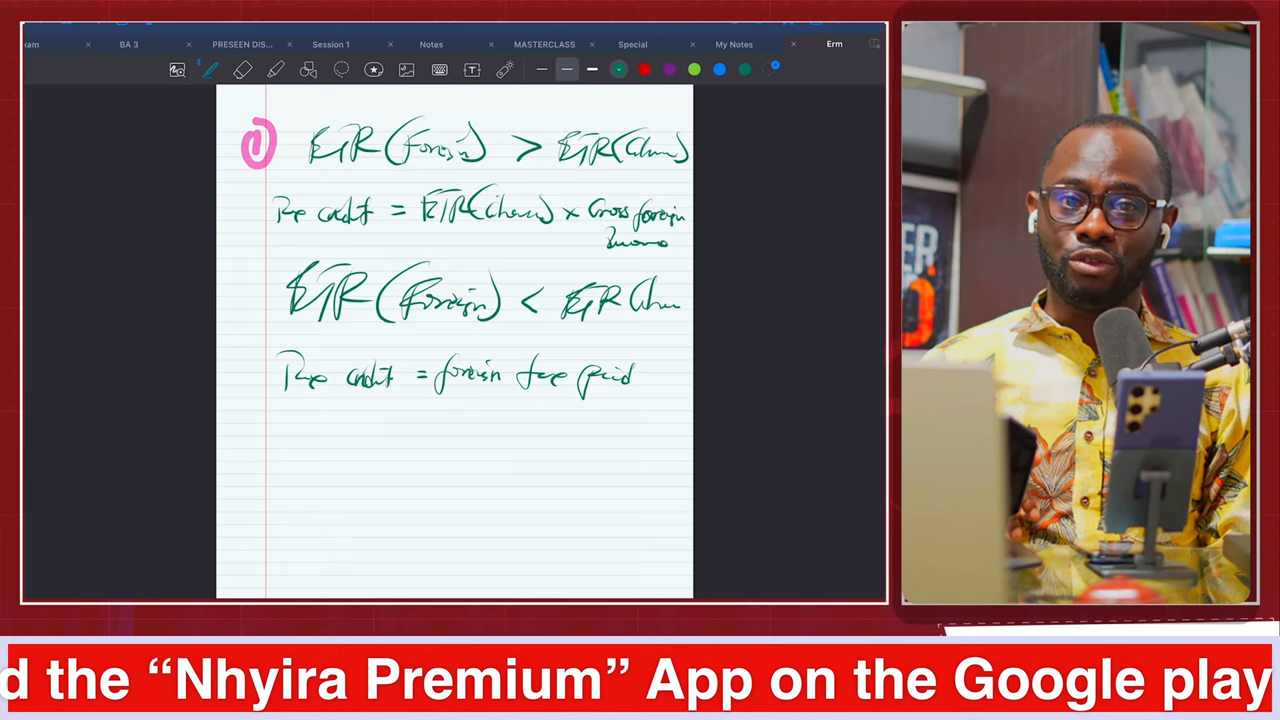 am
BA 3
PRESEEN DIS...
Session 1
Notes
MASTERCLASS
Special
My Notes
Erm
1 ETR (Foreign) > ETR (Ghana)
Tax credit = ETR (Ghana) × Gross foreign
Income
ETR (Foreign) < ETR (Ghana
Tax credit = foreign tax paid
d the “Nhyira Premium” App on the Google play